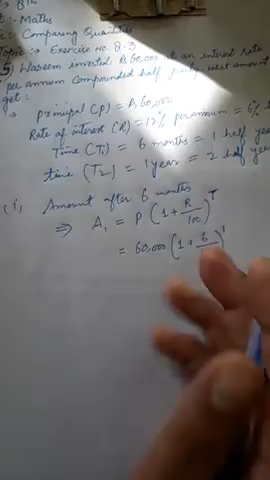 :- Maths
:- Comparing Quantities
Topic :- Exercise no. 8.3
5) Waseem invested Rs 60,000 at an interest rate
per annum compounded half yearly what amount
get :-
⇒ Principal (P) = Rs 60,000
Rate of interest (R) = 12% per annum = 6%
Time (T₁) = 6 months = 1 half year
time (T₂) = 1 year = 2 half year
(i) Amount after 6 months
⇒ A₁ = P (1 + R/100)ᵀ
= 60,000 (1 + 6/